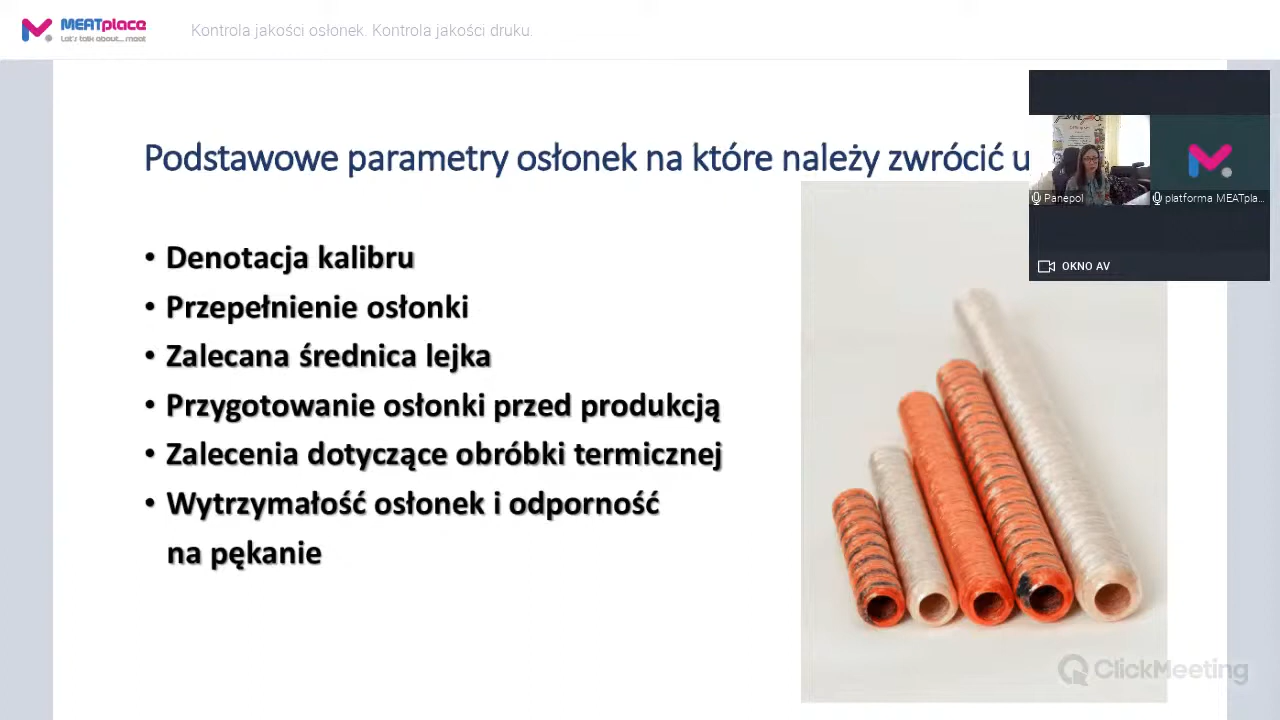 MEATplace
Let's talk about... meat
Kontrola jakości osłonek. Kontrola jakości druku.
Podstawowe parametry osłonek na które należy zwrócić u
Panepol
platforma MEATpla...
OKNO AV
• Denotacja kalibru
• Przepełnienie osłonki
• Zalecana średnica lejka
• Przygotowanie osłonki przed produkcją
• Zalecenia dotyczące obróbki termicznej
• Wytrzymałość osłonek i odporność
na pękanie
ClickMeeting